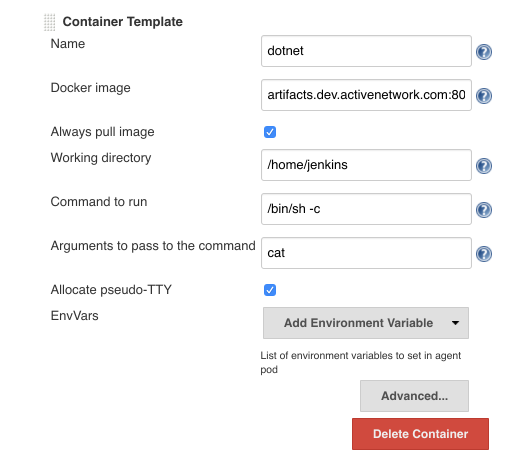 Container Template
Name
dotnet
Docker image
artifacts.dev.activenetwork.com:80
Always pull image
Working directory
/home/jenkins
Command to run
/bin/sh -c
Arguments to pass to the command
cat
Allocate pseudo-TTY
EnvVars
Add Environment Variable
List of environment variables to set in agent
pod
Advanced...
Delete Container